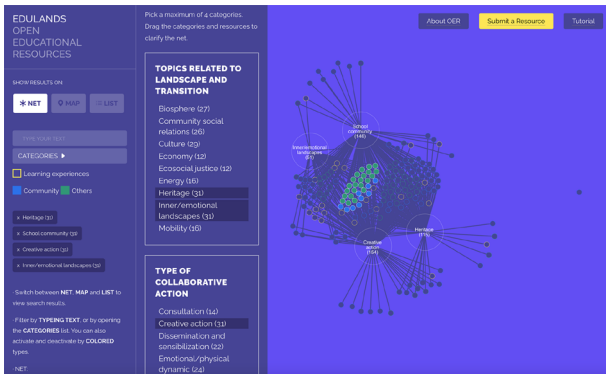 EDULANDS
OPEN
EDUCATIONAL
RESOURCES
SHOW RESULTS ON:
NET
MAP
LIST
TYPE YOUR TEXT
CATEGORIES
Learning experiences
Community
Others
x Heritage (31)
x School community (31)
x Creative action (31)
x Inner/emotional landscapes (31)
· Switch between NET, MAP and LIST to
view search results.
· Filter by TYPEING TEXT, or by opening
the CATEGORIES list. You can also
activate and deactivate by COLORED
types.
· NET:
Pick a maximum of 4 categories.
Drag the categories and resources to
clarify the net.
TOPICS RELATED TO
LANDSCAPE AND
TRANSITION
Biosphere (27)
Community social
relations (26)
Culture (29)
Economy (12)
Ecosocial justice (12)
Energy (16)
Heritage (31)
Inner/emotional
landscapes (31)
Mobility (16)
TYPE OF
COLLABORATIVE
ACTION
Consultation (14)
Creative action (31)
Dissemination and
sensibilization (22)
Emotional/physical
dynamic (24)
About OER
Submit a Resource
Tutorial
School
community
(146)
Inner/emotional
landscapes
Heritage
(116)
Creative
action
(164)